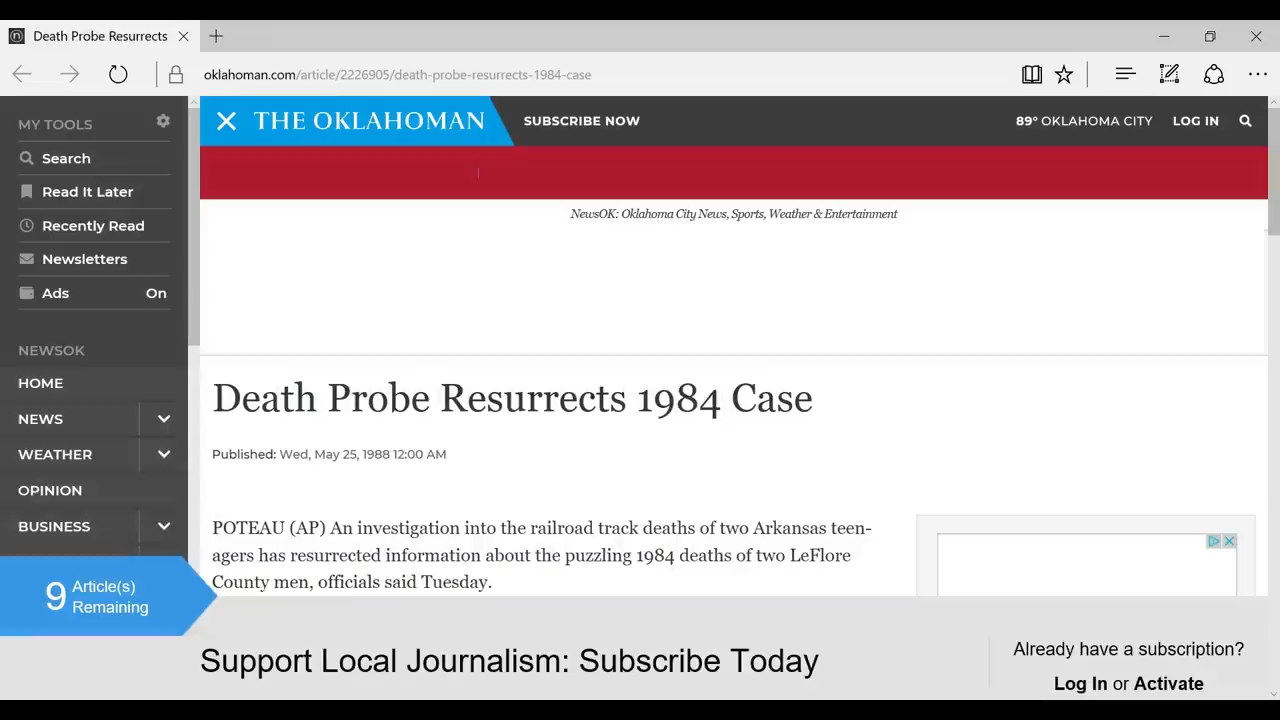 Death Probe Resurrects
oklahoman.com/article/2226905/death-probe-resurrects-1984-case
MY TOOLS
Search
Read It Later
Recently Read
Newsletters
Ads On
NEWSOK
HOME
NEWS
WEATHER
OPINION
BUSINESS
9 Article(s)
Remaining
THE OKLAHOMAN SUBSCRIBE NOW 89° OKLAHOMA CITY LOG IN
NewsOK: Oklahoma City News, Sports, Weather & Entertainment
Death Probe Resurrects 1984 Case
Published: Wed, May 25, 1988 12:00 AM
POTEAU (AP) An investigation into the railroad track deaths of two Arkansas teen-
agers has resurrected information about the puzzling 1984 deaths of two LeFlore
County men, officials said Tuesday.
Support Local Journalism: Subscribe Today
Already have a subscription?
Log In or Activate